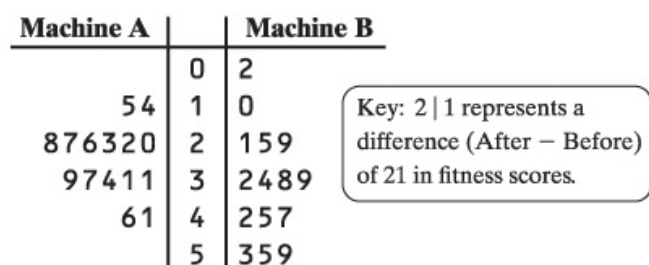 Machine A Machine B
0 2
54 1 0
876320 2 159
97411 3 2489
61 4 257
5 359
Key: 2 | 1 represents a
difference (After − Before)
of 21 in fitness scores.